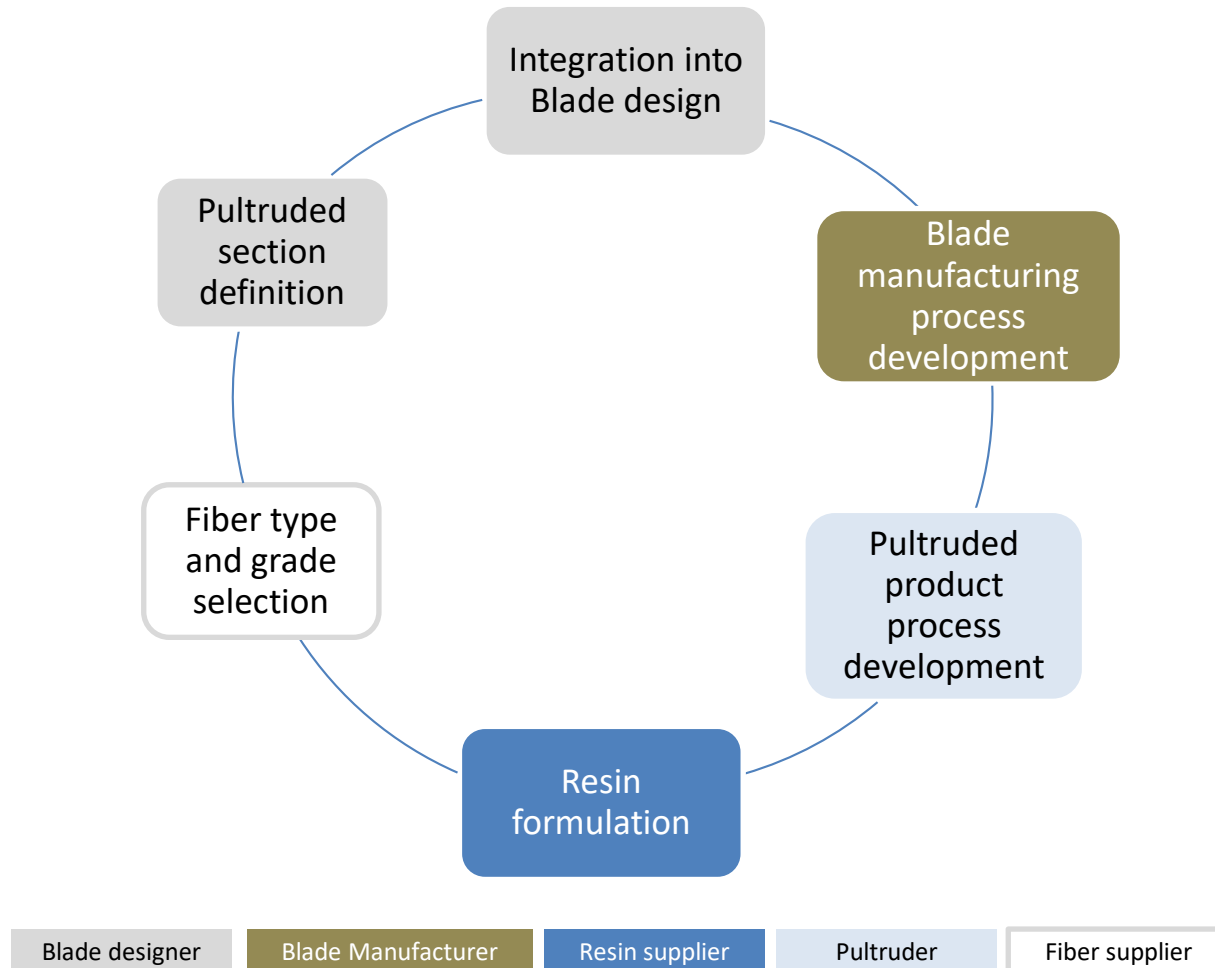 Integration into
Blade design
Blade
manufacturing
process
development
Pultruded
product
process
development
Resin
formulation
Fiber type
and grade
selection
Pultruded
section
definition
Blade designer
Blade Manufacturer
Resin supplier
Pultruder
Fiber supplier